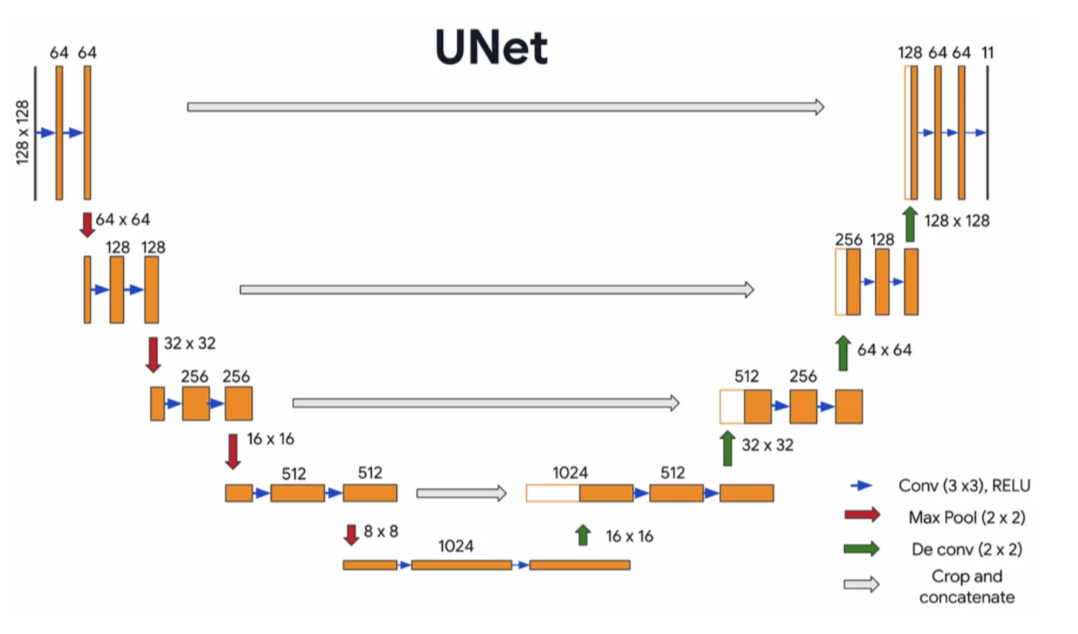 UNet
64 64
128 x 128
128 64 64 11
64 x 64
128 x 128
128 128
256 128
32 x 32
64 x 64
256 256
512 256
16 x 16
32 x 32
512 512
1024 512
8 x 8
16 x 16
1024
Conv (3 x3), RELU
Max Pool (2 x 2)
De conv (2 x 2)
Crop and
concatenate